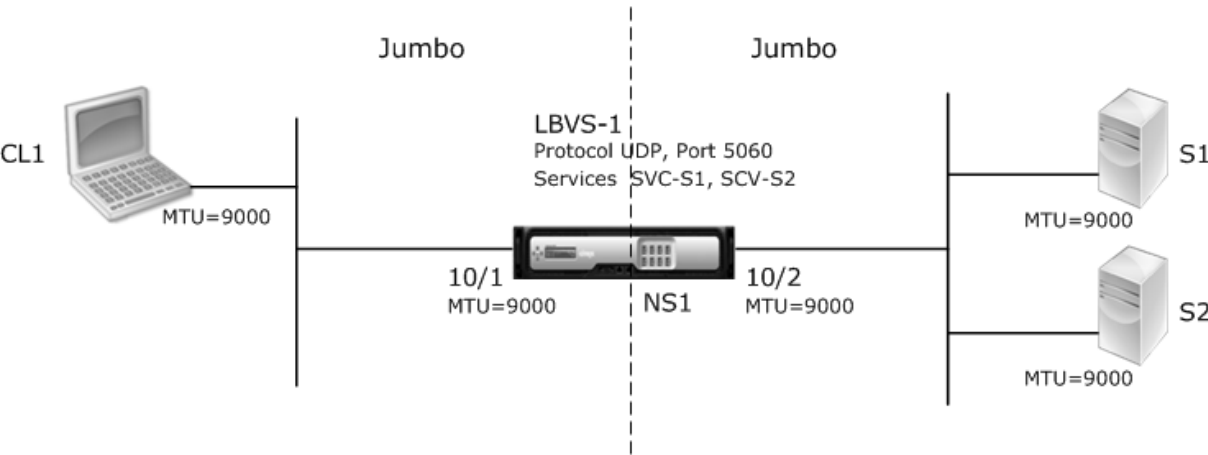 Jumbo
Jumbo
LBVS-1
Protocol UDP, Port 5060
Services SVC-S1, SCV-S2
CL1
MTU=9000
S1
MTU=9000
10/1
MTU=9000
NS1
10/2
MTU=9000
S2
MTU=9000